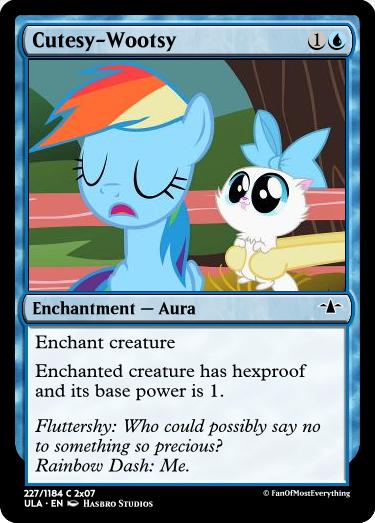 Cutesy-Wootsy 1
Enchantment — Aura
Enchant creature
Enchanted creature has hexproof
and its base power is 1.
Fluttershy: Who could possibly say no
to something so precious?
Rainbow Dash: Me.
227/1184 C 2x07
ULA • EN Hasbro Studios
© FanOfMostEverything